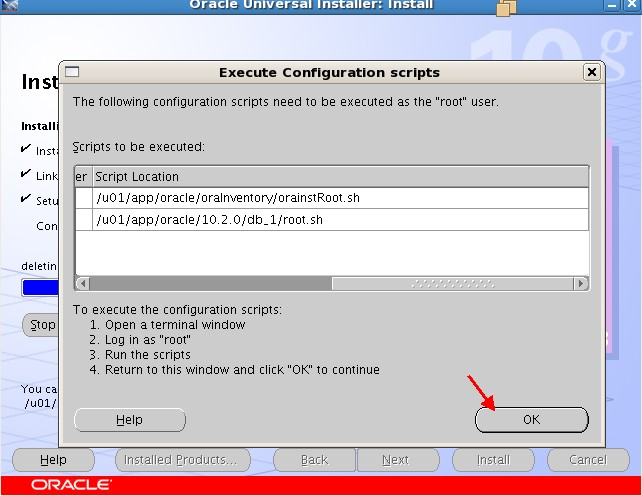 Oracle Universal Installer: Install
10g
Inst
Execute Configuration scripts
The following configuration scripts need to be executed as the "root" user.
Installi
Scripts to be executed:
Insta
Link
er Script Location
Setu
/u01/app/oracle/oraInventory/orainstRoot.sh
Con
/u01/app/oracle/10.2.0/db_1/root.sh
deletin
To execute the configuration scripts:
1. Open a terminal window
Stop
2. Log in as "root"
3. Run the scripts
4. Return to this window and click "OK" to continue
You ca
/u01/
Help
OK
Help
Installed Products...
Back
Next
Install
Cancel
ORACLE